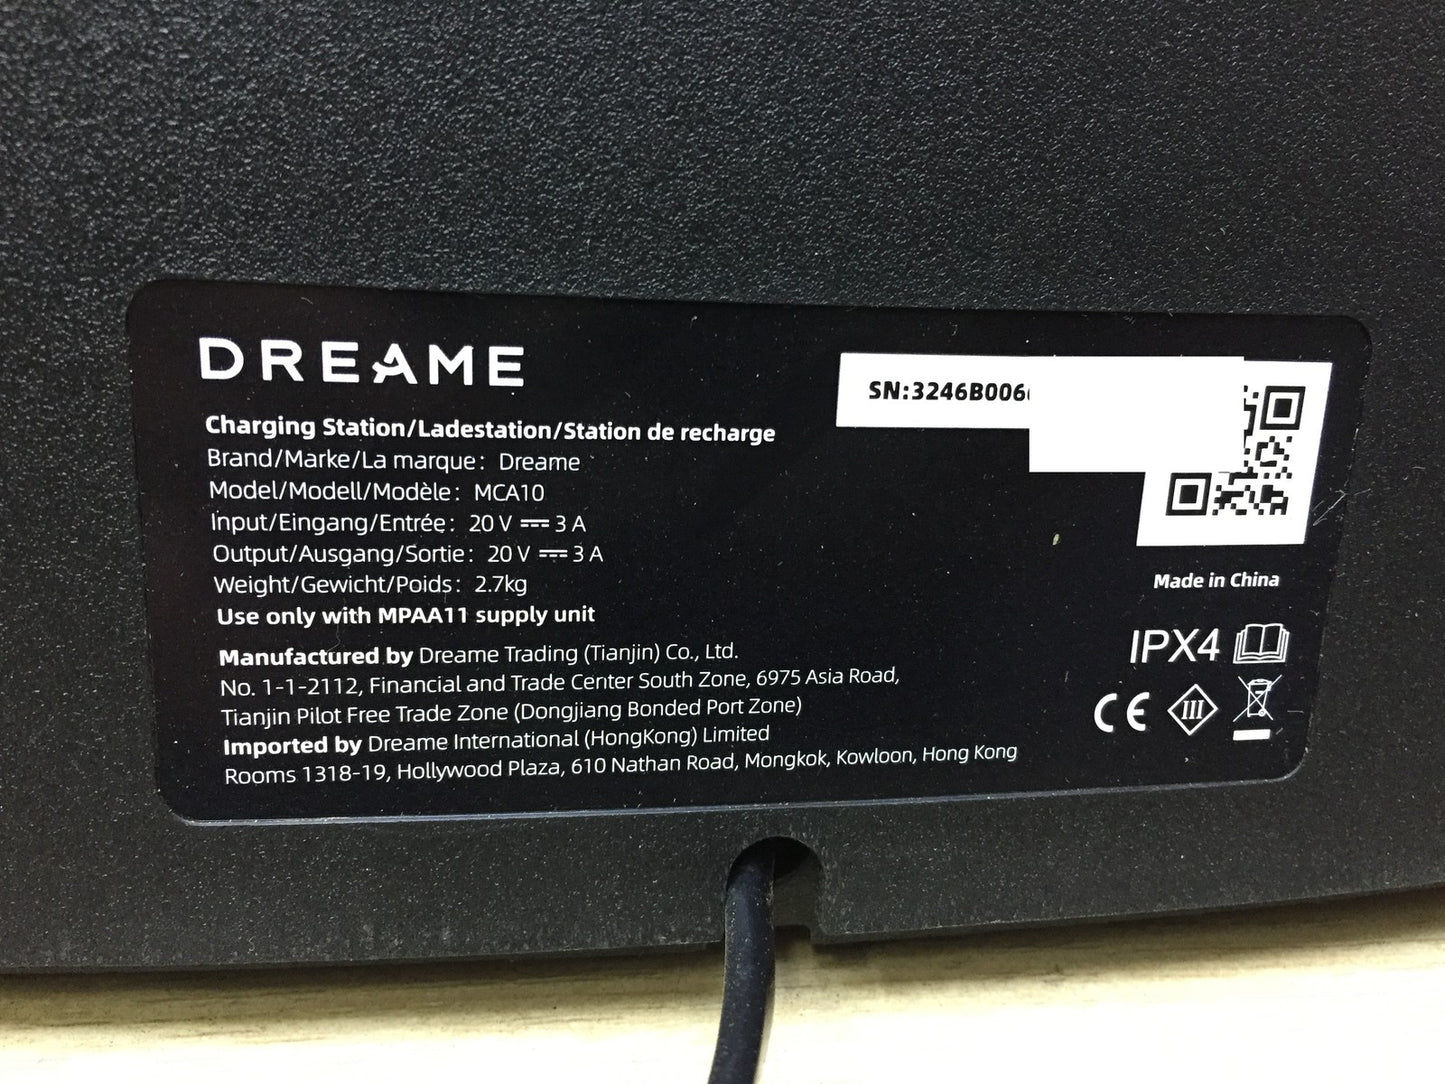 DREAME
Charging Station/Ladestation/Station de recharge
Brand/Marke/La marque: Dreame
Model/Modell/Modèle: MCA10
Input/Eingang/Entrée: 20 V ⎓ 3 A
Output/Ausgang/Sortie: 20 V ⎓ 3 A
Weight/Gewicht/Poids: 2.7kg
Use only with MPAA11 supply unit
Manufactured by Dreame Trading (Tianjin) Co., Ltd.
No. 1-1-2112, Financial and Trade Center South Zone, 6975 Asia Road,
Tianjin Pilot Free Trade Zone (Dongjiang Bonded Port Zone)
Imported by Dreame International (HongKong) Limited
Rooms 1318-19, Hollywood Plaza, 610 Nathan Road, Mongkok, Kowloon, Hong Kong
SN:3246B006
Made in China
IPX4
CE III